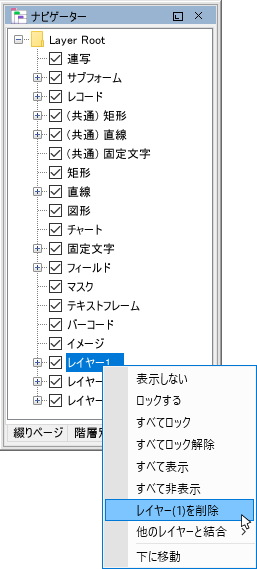 ナビゲーター
Layer Root
連写
サブフォーム
レコード
(共通) 矩形
(共通) 直線
(共通) 固定文字
矩形
直線
図形
チャート
固定文字
フィールド
マスク
テキストフレーム
バーコード
イメージ
レイヤー1
レイヤー
レイヤー
綴りページ
階層
表示しない
ロックする
すべてロック
すべてロック解除
すべて表示
すべて非表示
レイヤー(1)を削除
他のレイヤーと結合
下に移動